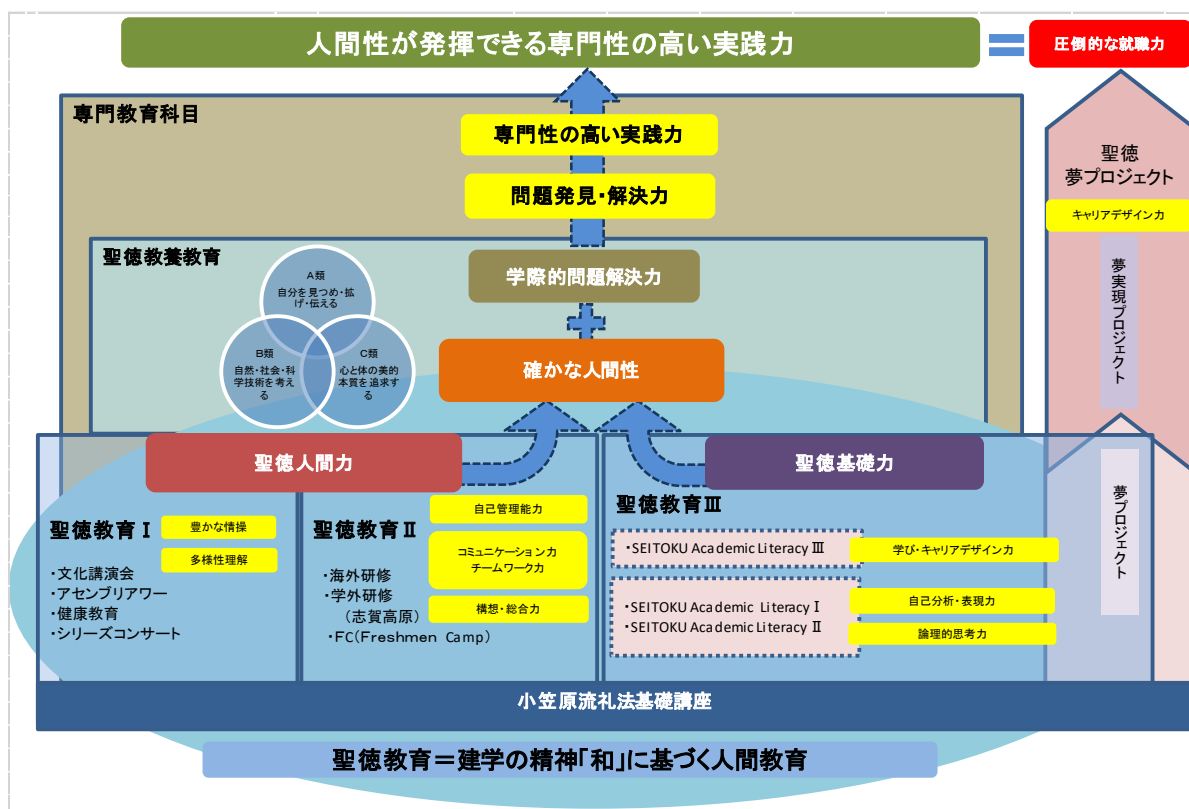 人間性が発揮できる専門性の高い実践力
圧倒的な就職力
専門教育科目
専門性の高い実践力
問題発見・解決力
聖徳
夢プロジェクト
キャリアデザイン力
夢実現プロジェクト
夢プロジェクト
聖徳教養教育
A類
自分を見つめ・拡
げ・伝える
B類
自然・社会・科
学技術を考え
る
C類
心と体の美的
本質を追求す
る
学際的問題解決力
確かな人間性
聖徳人間力
聖徳基礎力
聖徳教育Ⅰ
豊かな情操
多様性理解
・文化講演会
・アセンブリアワー
・健康教育
・シリーズコンサート
聖徳教育Ⅱ
自己管理能力
コミュニケーション力
チームワーク力
構想・総合力
・海外研修
・学外研修
(志賀高原)
・FC(Freshmen Camp)
聖徳教育Ⅲ
・SEITOKU Academic Literacy Ⅲ
学び・キャリアデザイン力
・SEITOKU Academic Literacy Ⅰ
・SEITOKU Academic Literacy Ⅱ
自己分析・表現力
論理的思考力
小笠原流礼法基礎講座
聖徳教育=建学の精神「和」に基づく人間教育